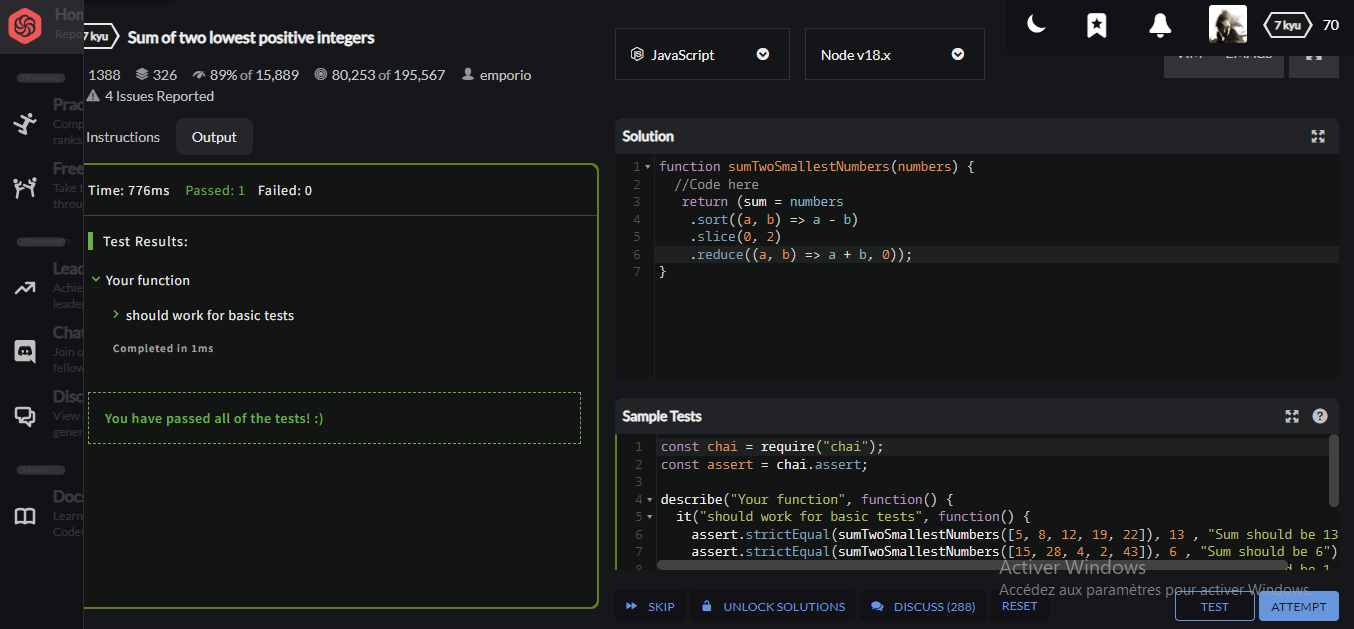 Hom
Repo
7 kyu
Sum of two lowest positive integers
1388 326 89% of 15,889 80,253 of 195,567 emporio
4 Issues Reported
Instructions Output
JavaScript
Node v18.x
7 kyu 70
VIM EMACS
TRAINING
Prac
Comp
ranks
Free
Take t
throu
COMMUNITY
Lead
Achie
leade
Chat
Join o
fellov
Disc
View
gener
ABOUT
Docs
Learn
Codev
Time: 776ms Passed: 1 Failed: 0
Test Results:
Your function
should work for basic tests
Completed in 1ms
You have passed all of the tests! :)
Solution
1 function sumTwoSmallestNumbers(numbers) {
2 //Code here
3 return (sum = numbers
4 .sort((a, b) => a - b)
5 .slice(0, 2)
6 .reduce((a, b) => a + b, 0));
7 }
Sample Tests
1 const chai = require("chai");
2 const assert = chai.assert;
3
4 describe("Your function", function() {
5 it("should work for basic tests", function() {
6 assert.strictEqual(sumTwoSmallestNumbers([5, 8, 12, 19, 22]), 13 , "Sum should be 13
7 assert.strictEqual(sumTwoSmallestNumbers([15, 28, 4, 2, 43]), 6 , "Sum should be 6")
8
Activer Windows
Accédez aux paramètres pour activer Windows.
SKIP UNLOCK SOLUTIONS DISCUSS (288) RESET TEST ATTEMPT